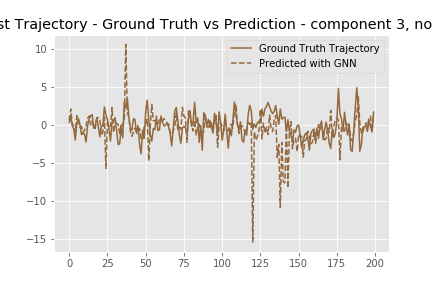 st Trajectory - Ground Truth vs Prediction - component 3, no
Ground Truth Trajectory
Predicted with GNN
10
5
0
−5
−10
−15
0 25 50 75 100 125 150 175 200